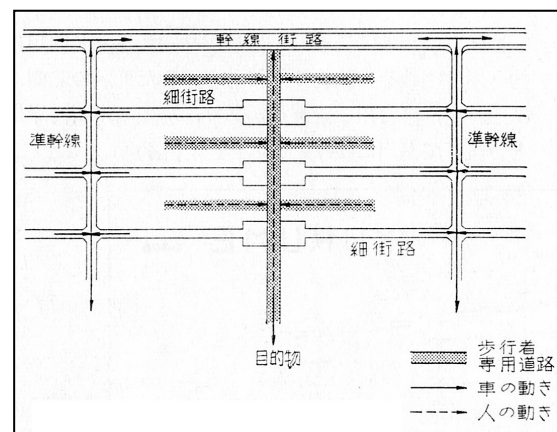 幹線街路
細街路
準幹線
準幹線
細街路
目的物
歩行者
専用道路
車の動き
人の動き